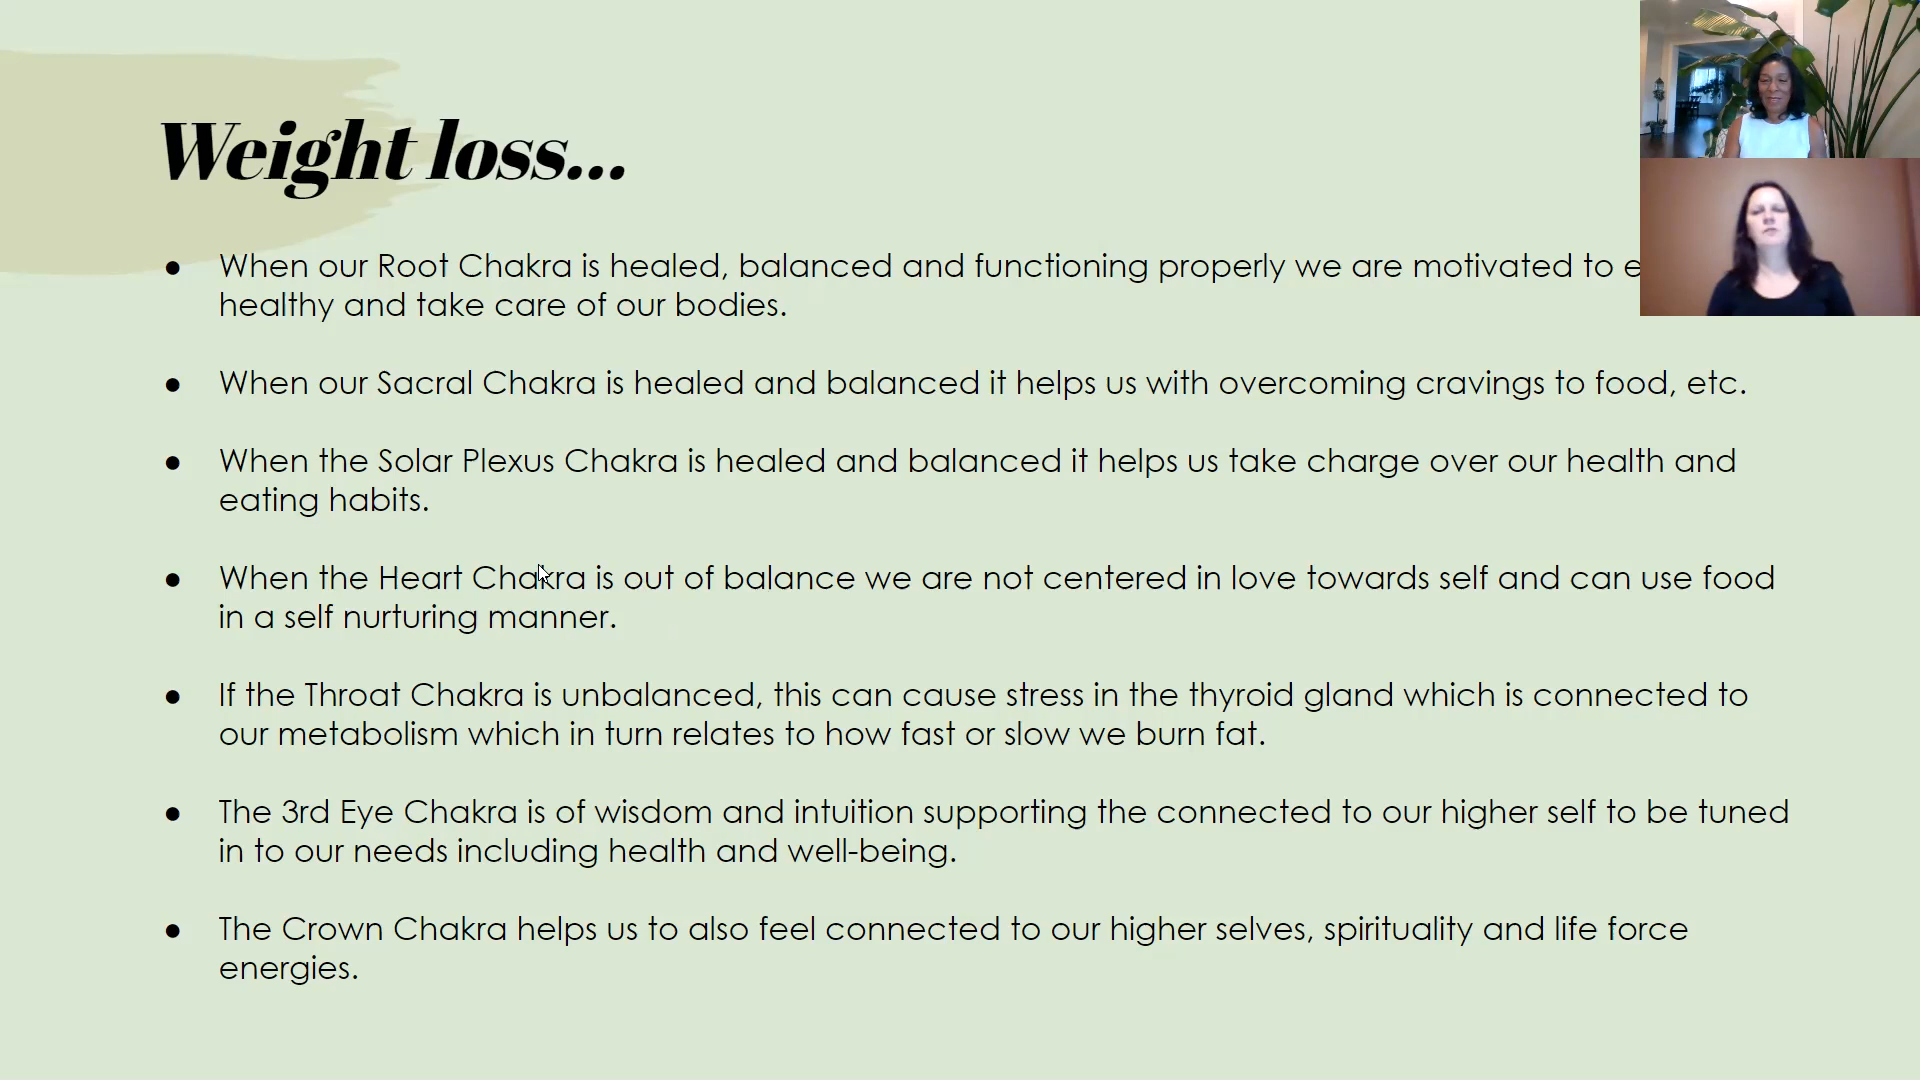 Weight loss...
● When our Root Chakra is healed, balanced and functioning properly we are motivated to
healthy and take care of our bodies.
● When our Sacral Chakra is healed and balanced it helps us with overcoming cravings to food, etc.
● When the Solar Plexus Chakra is healed and balanced it helps us take charge over our health and
eating habits.
● When the Heart Chakra is out of balance we are not centered in love towards self and can use food
in a self nurturing manner.
● If the Throat Chakra is unbalanced, this can cause stress in the thyroid gland which is connected to
our metabolism which in turn relates to how fast or slow we burn fat.
● The 3rd Eye Chakra is of wisdom and intuition supporting the connected to our higher self to be tuned
in to our needs including health and well-being.
● The Crown Chakra helps us to also feel connected to our higher selves, spirituality and life force
energies.